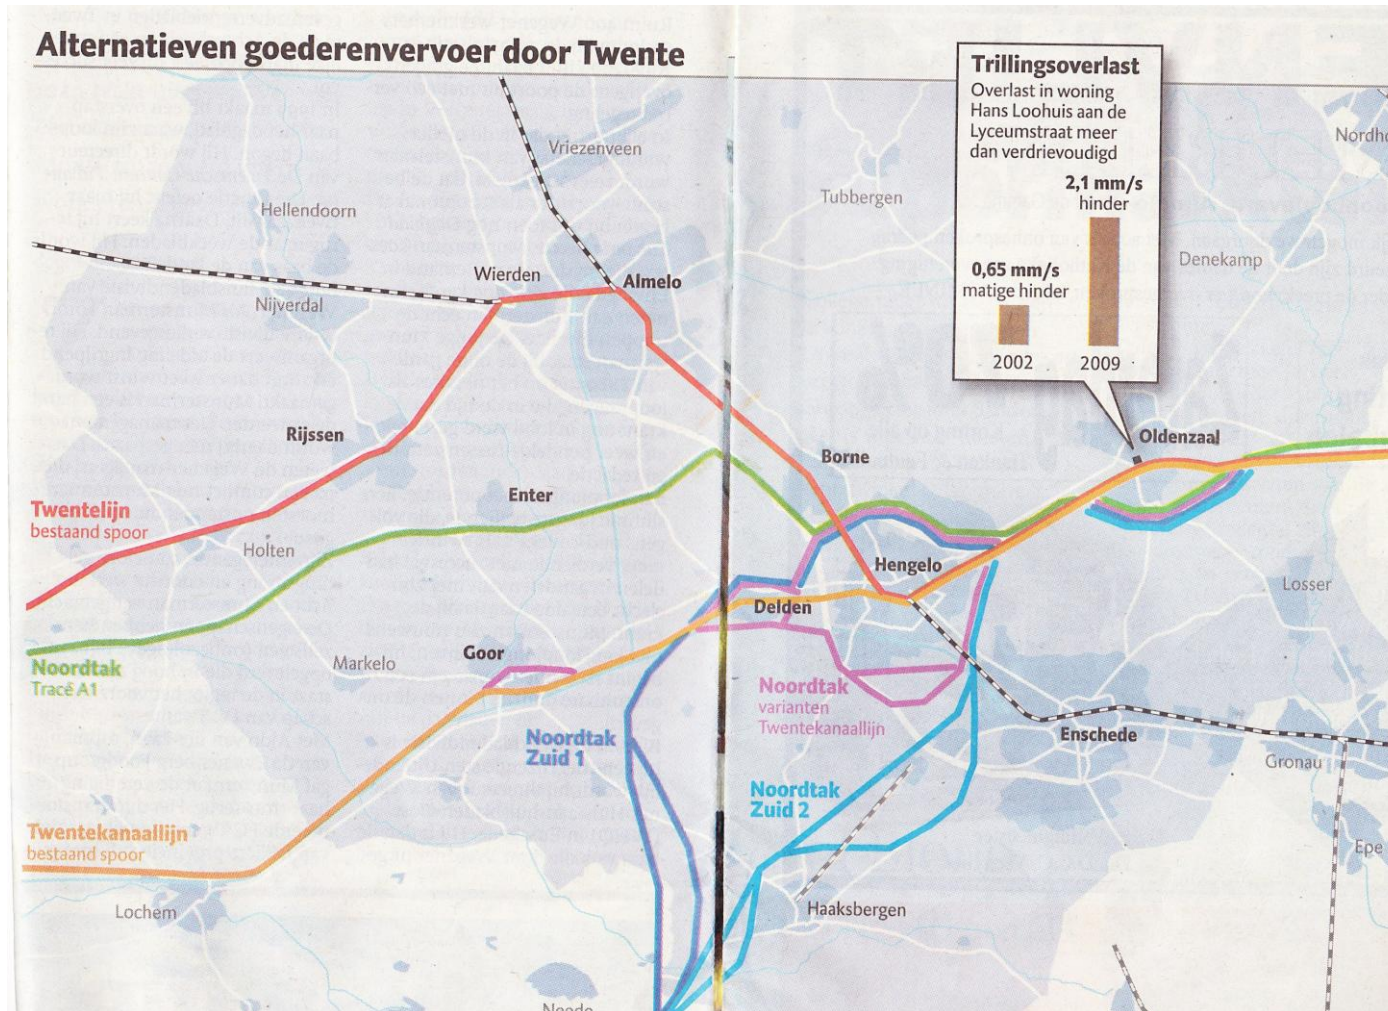 Alternatieven goederenvervoer door Twente
Trillingsoverlast
Overlast in woning
Hans Loohuis aan de
Lyceumstraat meer
dan verdrievoudigd
2,1 mm/s
hinder
0,65 mm/s
matige hinder
2002
2009
Vriezenveen
Hellendoorn
Tubbergen
Denekamp
Wierden
Almelo
Nijverdal
Rijssen
Borne
Oldenzaal
Enter
Twentelijn
bestaand spoor
Holten
Hengelo
Losser
Delden
Markelo
Goor
Noordtak
Tracé A1
Noordtak
varianten
Twentekanaallijn
Noordtak
Zuid 1
Enschede
Gronau
Noordtak
Zuid 2
Twentekanaallijn
bestaand spoor
Epe
Lochem
Haaksbergen